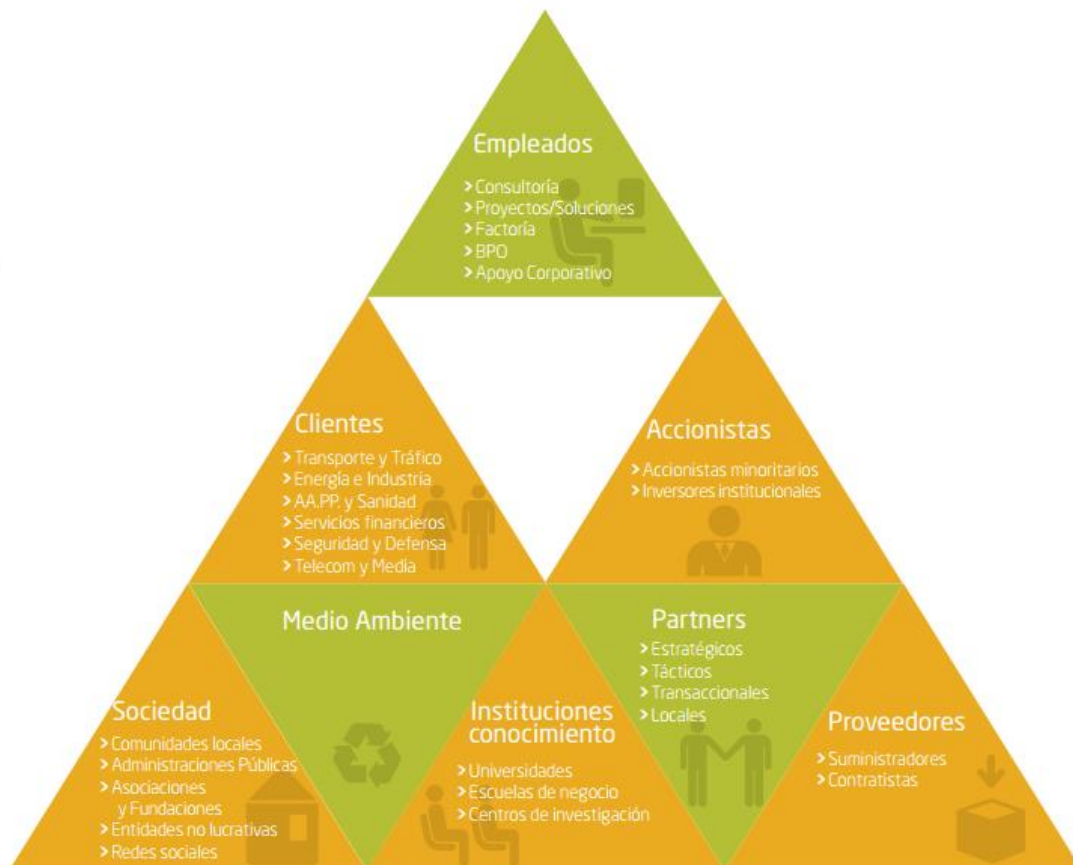 Empleados
> Consultoría
> Proyectos/Soluciones
> Factoría
> BPO
> Apoyo Corporativo
Clientes
> Transporte y Tráfico
> Energía e Industria
> AA.PP. y Sanidad
> Servicios financieros
> Seguridad y Defensa
> Telecom y Media
Accionistas
> Accionistas minoritarios
> Inversores institucionales
Medio Ambiente
Partners
> Estratégicos
> Tácticos
> Transaccionales
> Locales
Sociedad
> Comunidades locales
> Administraciones Públicas
> Asociaciones
y Fundaciones
> Entidades no lucrativas
> Redes sociales
Instituciones
conocimiento
> Universidades
> Escuelas de negocio
> Centros de investigación
Proveedores
> Suministradores
> Contratistas